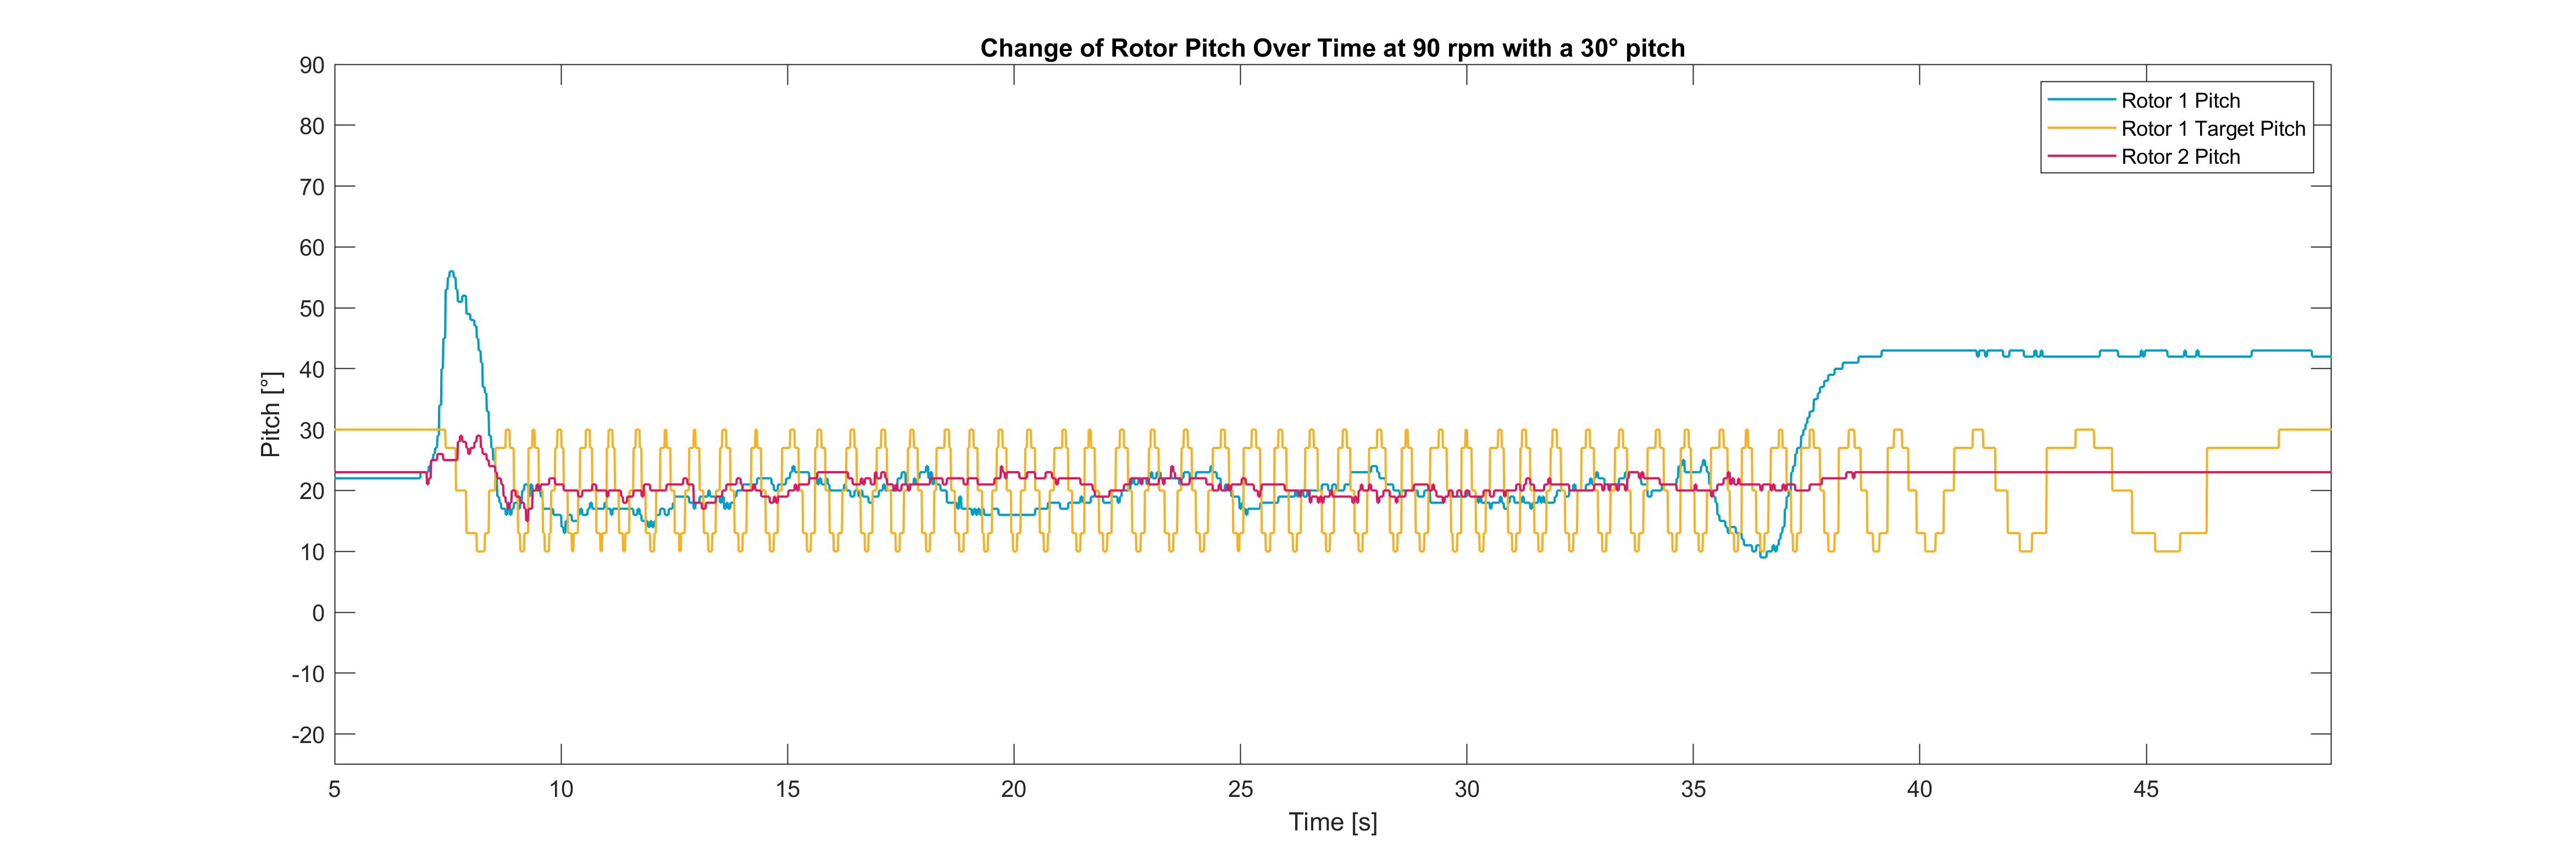 Change of Rotor Pitch Over Time at 90 rpm with a 30° pitch
90
80
70
60
50
40
30
20
10
0
-10
-20
Pitch [°]
Rotor 1 Pitch
Rotor 1 Target Pitch
Rotor 2 Pitch
5 10 15 20 25 30 35 40 45
Time [s]